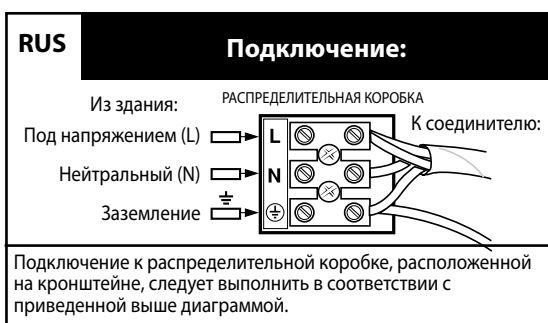 RUS
Подключение:
Из здания:
РАСПРЕДЕЛИТЕЛЬНАЯ КОРОБКА
К соединителю:
Под напряжением (L)
L
Нейтральный (N)
N
Заземление
Подключение к распределительной коробке, расположенной
на кронштейне, следует выполнить в соответствии с
приведенной выше диаграммой.